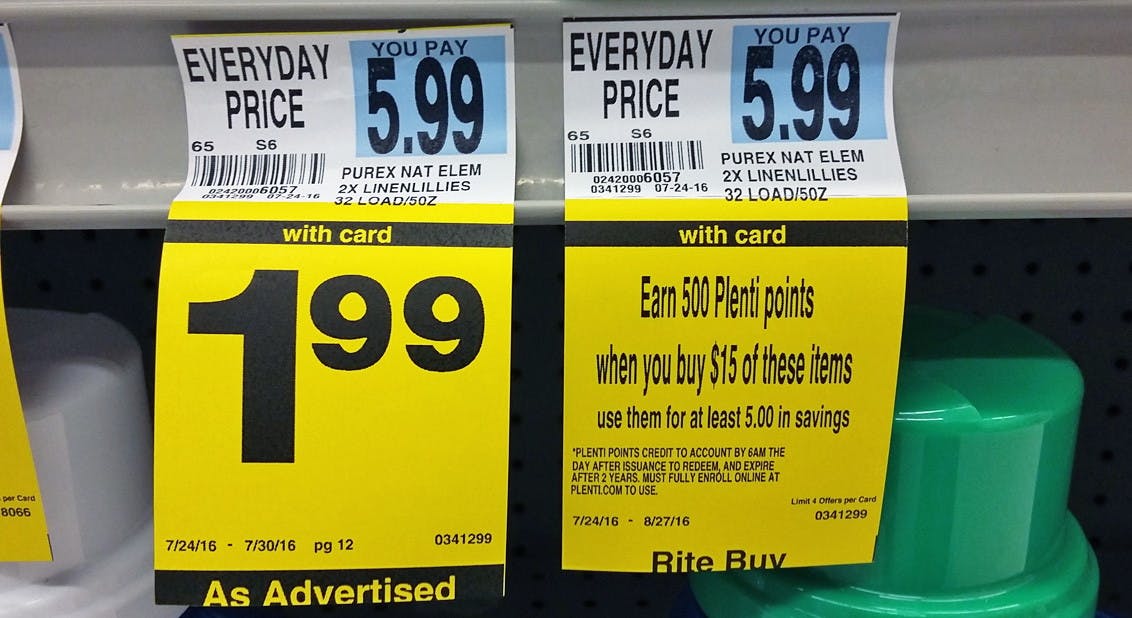 EVERYDAY
PRICE
YOU PAY
5.99
65 S6
PUREX NAT ELEM
2X LINENLILLIES
32 LOAD/50Z
02420006057
0341299 07-24-16
with card
1 99
7/24/16 - 7/30/16 pg 12 0341299
As Advertised
EVERYDAY
PRICE
YOU PAY
5.99
65 S6
PUREX NAT ELEM
2X LINENLILLIES
32 LOAD/50Z
02420006057
0341299 07-24-16
with card
Earn 500 Plenti points
when you buy $15 of these items
use them for at least 5.00 in savings
*PLENTI POINTS CREDIT TO ACCOUNT BY 6AM THE
DAY AFTER ISSUANCE TO REDEEM, AND EXPIRE
AFTER 2 YEARS. MUST FULLY ENROLL ONLINE AT
PLENTI.COM TO USE.
Limit 4 Offers per Card
7/24/16 - 8/27/16 0341299
Rite Buy
per Card
8066